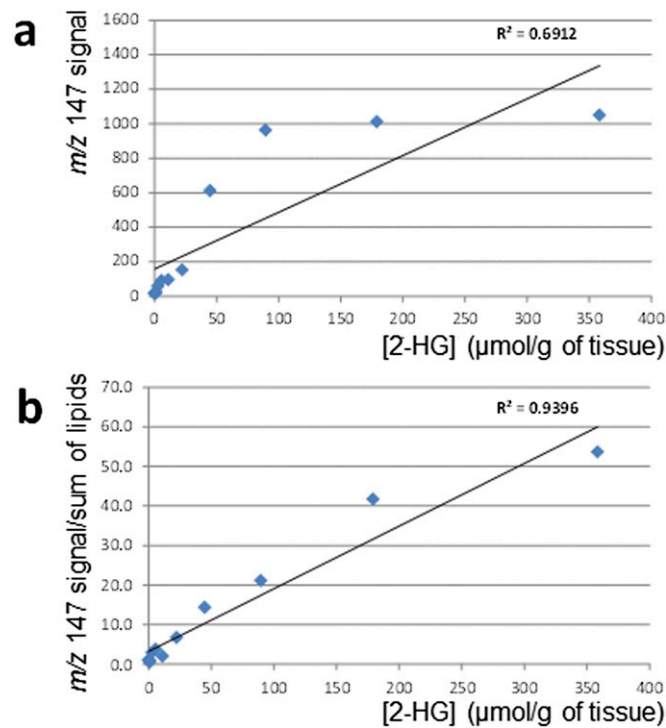 a
R² = 0.6912
m/z 147 signal
1600
1400
1200
1000
800
600
400
200
0
0 50 100 150 200 250 300 350 400
[2-HG] (µmol/g of tissue)
b
R² = 0.9396
m/z 147 signal/sum of lipids
70.0
60.0
50.0
40.0
30.0
20.0
10.0
0.0
0 50 100 150 200 250 300 350 400
[2-HG] (µmol/g of tissue)